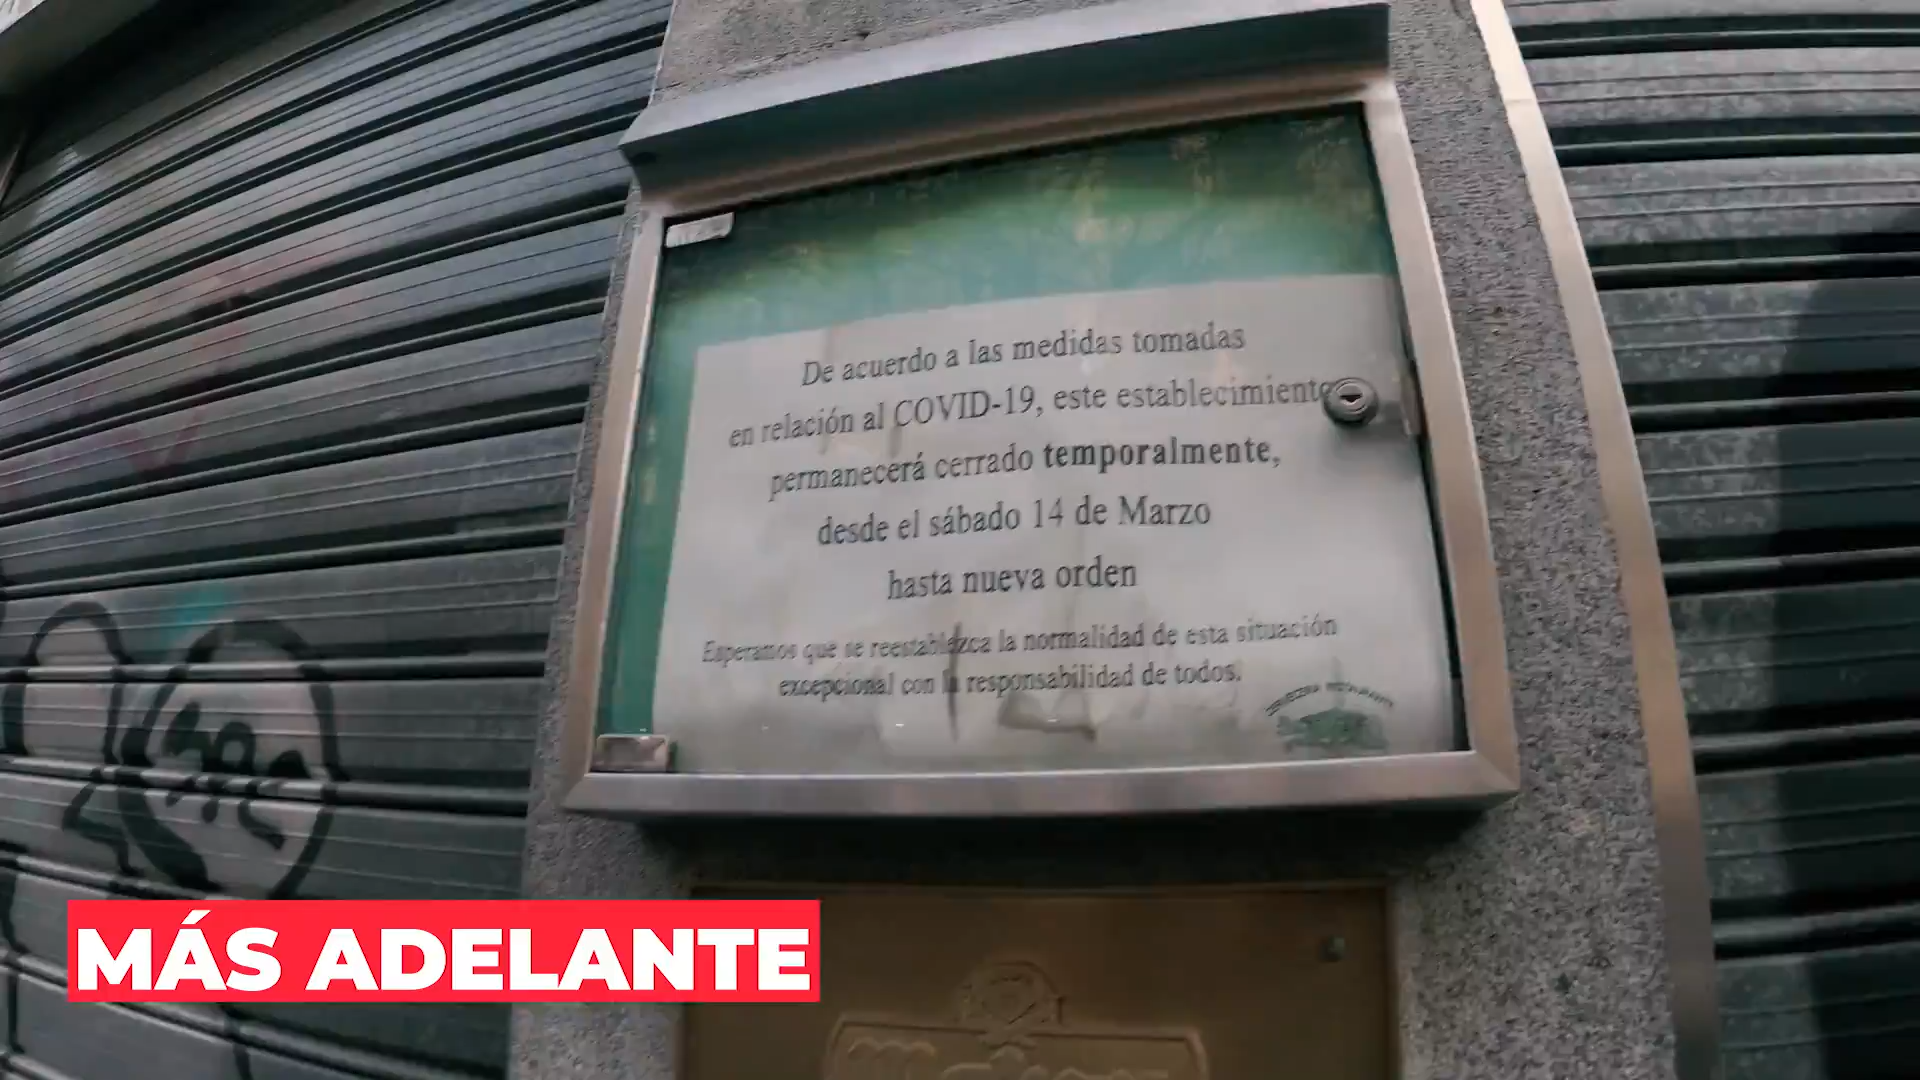 De acuerdo a las medidas tomadas
en relación al COVID-19, este establecimiento
permanecerá cerrado temporalmente,
desde el sábado 14 de Marzo
hasta nueva orden
Esperamos que se reestablezca la normalidad de esta situación
excepcional con la responsabilidad de todos.
MÁS ADELANTE